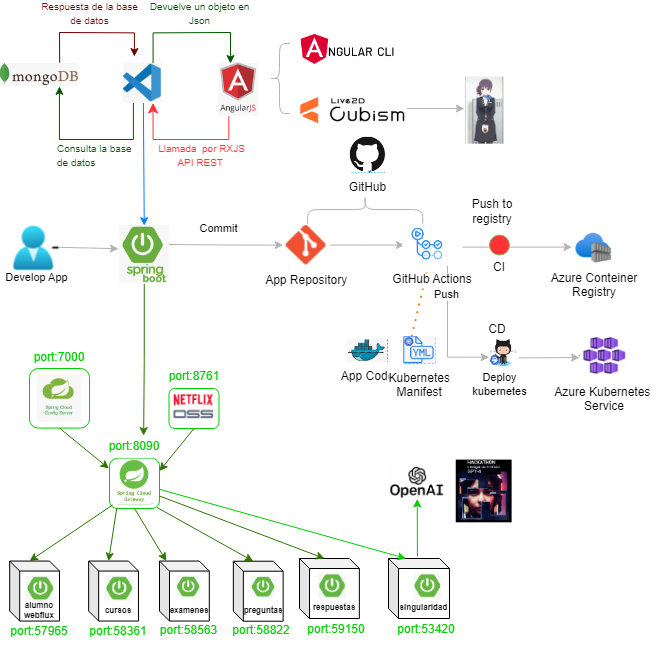 Respuesta de la base
de datos
Devuelve un objeto en
Json
mongoDB
AngularJS
ANGULAR CLI
Live2D
Cubism
Consulta la base
de datos
Llamada por RXJS
API REST
GitHub
Push to
registry
Commit
spring
boot
Develop App
App Repository
GitHub Actions
CI
Azure Conteiner
Registry
Push
CD
App Code
YML
Kubernetes
Manifest
Deploy
kubernetes
Azure Kubernetes
Service
port:7000
Spring Cloud
Config Server
port:8761
NETFLIX
OSS
port:8090
Spring Cloud
Gateway
OpenAI
HACKATHON
GPT-4
alumno
webflux
cursos
examenes
preguntas
respuestas
singularidad
port:57965
port:58361
port:58563
port:58822
port:59150
port:53420